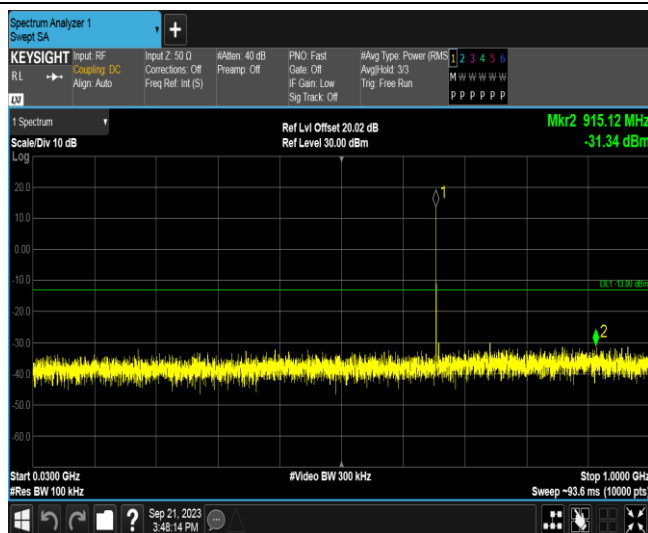 Spectrum Analyzer 1
Swept SA
+
KEYSIGHT Input: RF Input Z: 50 Ω #Atten: 40 dB PNO: Fast #Avg Type: Power (RMS 1 2 3 4 5 6
RL Coupling: DC Corrections: Off Preamp: Off Gate: Off Avg|Hold: 3/3 M W W W W W
Align: Auto Freq Ref: Int (S) IF Gain: Low Trig: Free Run
Sig Track: Off P P P P P P
LXI
1 Spectrum Ref Lvl Offset 20.02 dB Mkr2 915.12 MHz
Scale/Div 10 dB Ref Level 30.00 dBm -31.34 dBm
Log
1
20.0
10.0
0.00
-10.0
DL1 -13.00 dBm
-20.0
2
-30.0
-40.0
-50.0
-60.0
Start 0.0300 GHz #Video BW 300 kHz Stop 1.0000 GHz
#Res BW 100 kHz Sweep ~93.6 ms (10000 pts)
? Sep 21, 2023
3:48:14 PM